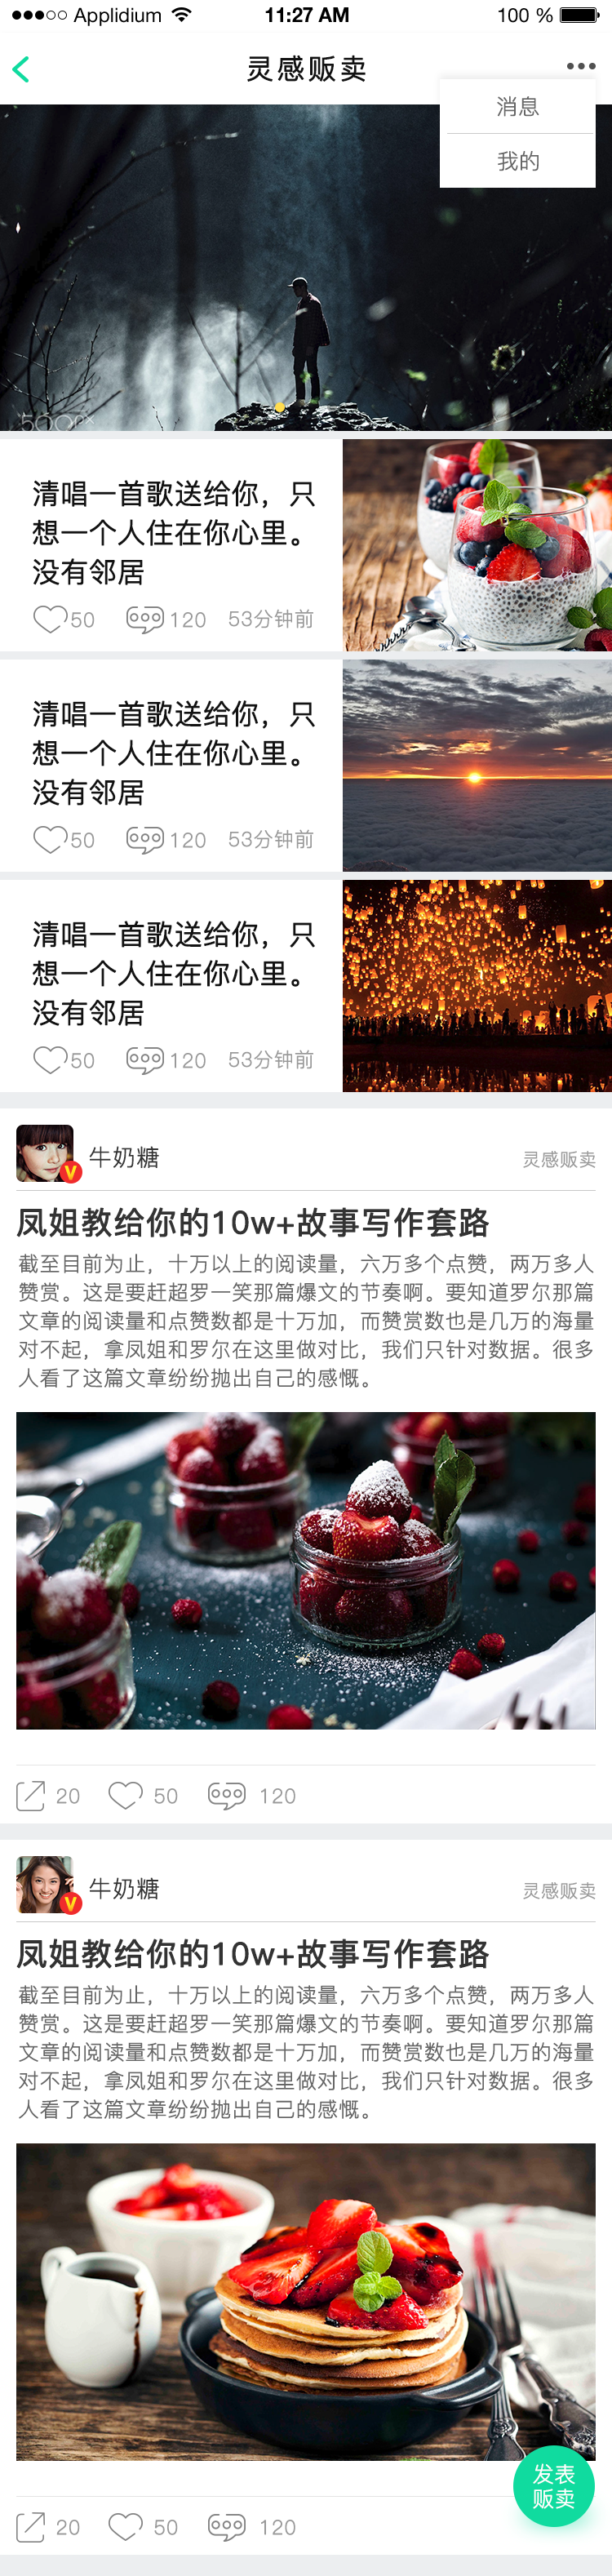 Applidium 11:27 AM 100 %
灵感贩卖
消息
我的
清唱一首歌送给你，只
想一个人住在你心里。
没有邻居
50 120 53分钟前
清唱一首歌送给你，只
想一个人住在你心里。
没有邻居
50 120 53分钟前
清唱一首歌送给你，只
想一个人住在你心里。
没有邻居
50 120 53分钟前
牛奶糖 灵感贩卖
凤姐教给你的10w+故事写作套路
截至目前为止，十万以上的阅读量，六万多个点赞，两万多人
赞赏。这是要赶超罗一笑那篇爆文的节奏啊。要知道罗尔那篇
文章的阅读量和点赞数都是十万加，而赞赏数也是几万的海量
对不起，拿凤姐和罗尔在这里做对比，我们只针对数据。很多
人看了这篇文章纷纷抛出自己的感慨。
20 50 120
牛奶糖 灵感贩卖
凤姐教给你的10w+故事写作套路
截至目前为止，十万以上的阅读量，六万多个点赞，两万多人
赞赏。这是要赶超罗一笑那篇爆文的节奏啊。要知道罗尔那篇
文章的阅读量和点赞数都是十万加，而赞赏数也是几万的海量
对不起，拿凤姐和罗尔在这里做对比，我们只针对数据。很多
人看了这篇文章纷纷抛出自己的感慨。
发表
贩卖
20 50 120